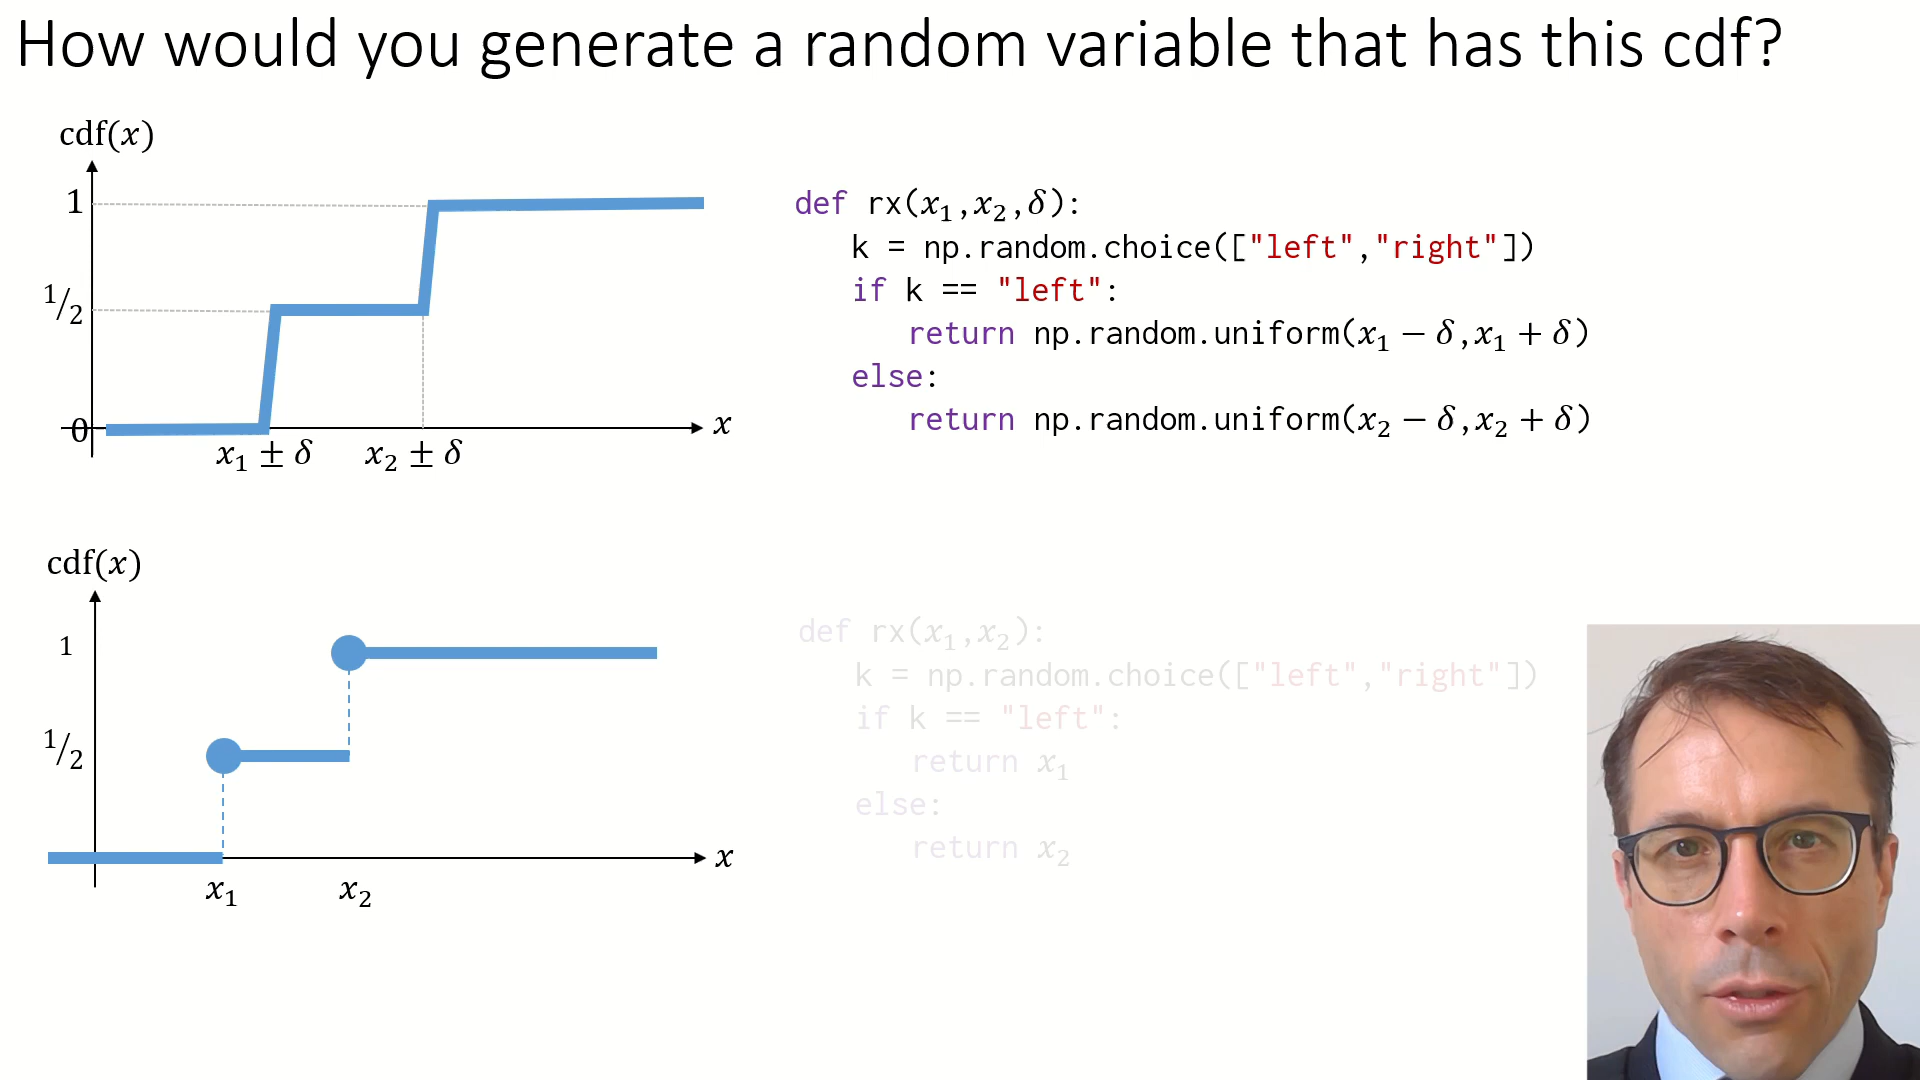 How would you generate a random variable that has this cdf?
cdf(x)
1
1/2
0
x₁ ± δ
x₂ ± δ
x
def rx(x₁,x₂,δ):
k = np.random.choice(["left","right"])
if k == "left":
return np.random.uniform(x₁ − δ,x₁ + δ)
else:
return np.random.uniform(x₂ − δ,x₂ + δ)
cdf(x)
1
1/2
x₁
x₂
x
def rx(x₁,x₂):
k = np.random.choice(["left","right"])
if k == "left":
return x₁
else:
return x₂